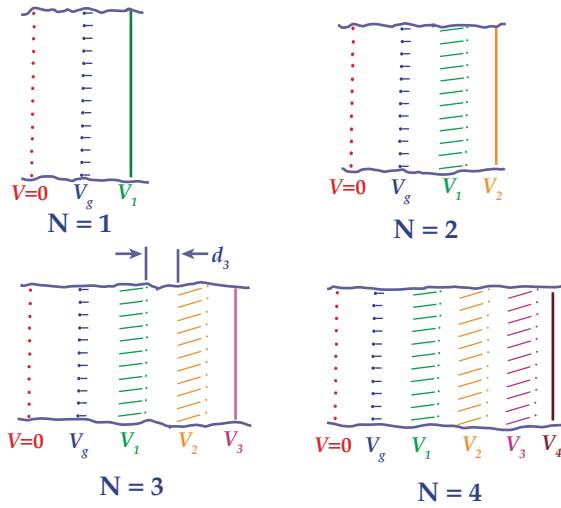 V=0 V_g V_1
N = 1
V=0 V_g V_1 V_2
N = 2
d_3
V=0 V_g V_1 V_2 V_3
N = 3
V=0 V_g V_1 V_2 V_3 V_4
N = 4